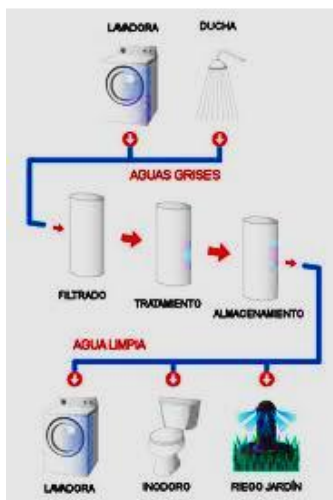 LAVADORA
DUCHA
AGUAS GRISES
FILTRADO
TRATAMIENTO
ALMACENAMIENTO
AGUA LIMPIA
LAVADORA
INODORO
RIEGO JARDÍN